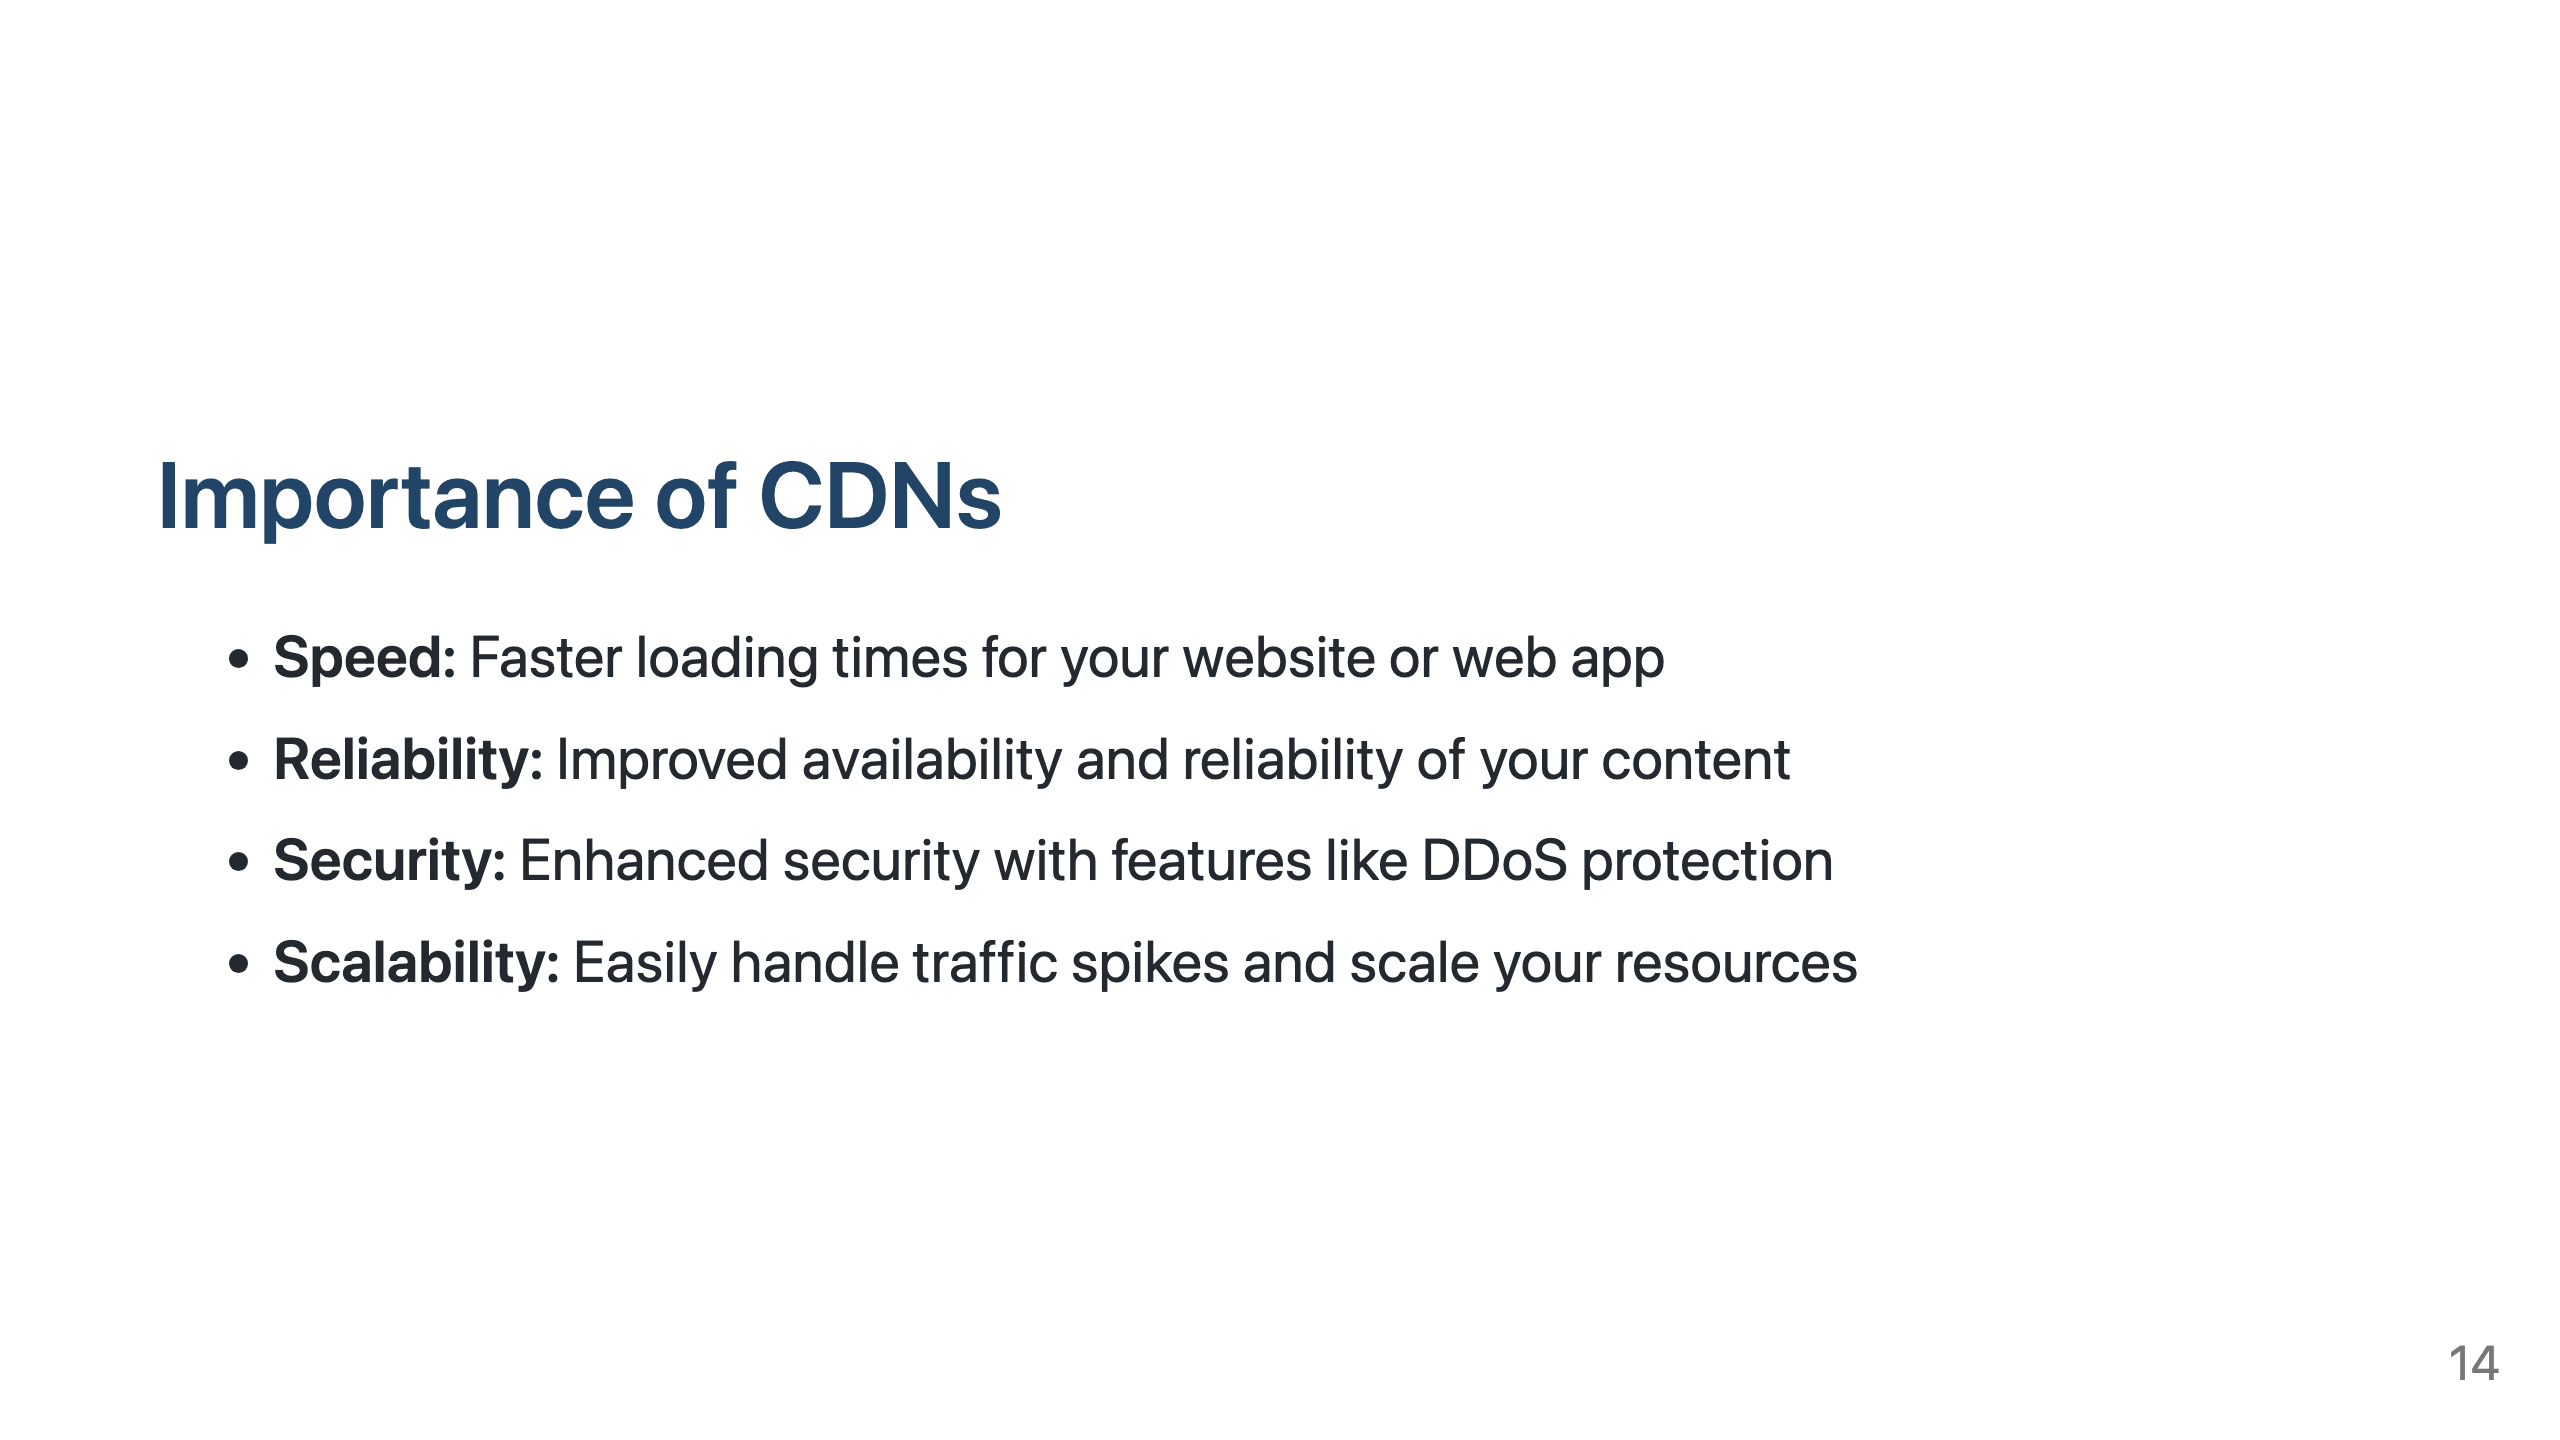 Importance of CDNs
• Speed: Faster loading times for your website or web app
• Reliability: Improved availability and reliability of your content
• Security: Enhanced security with features like DDoS protection
• Scalability: Easily handle traffic spikes and scale your resources
14